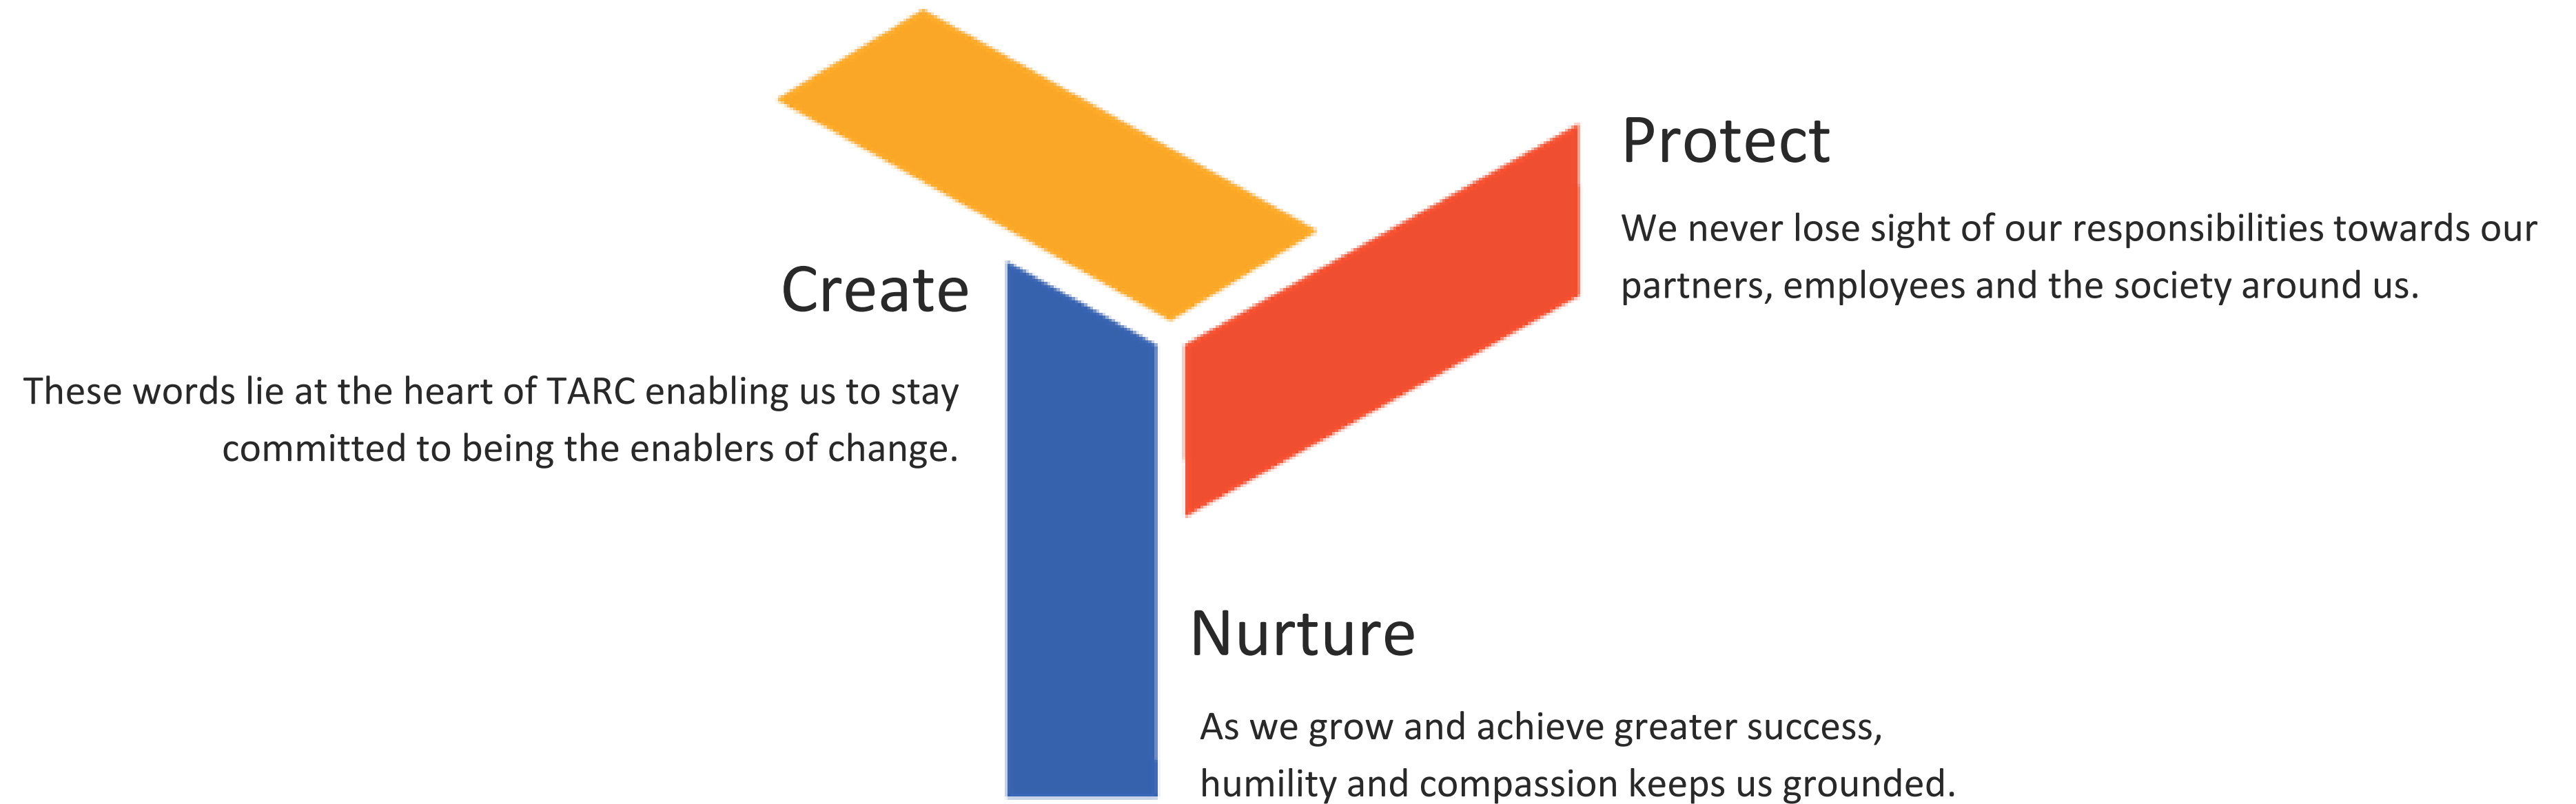 Create
These words lie at the heart of TARC enabling us to stay
committed to being the enablers of change.
Protect
We never lose sight of our responsibilities towards our
partners, employees and the society around us.
Nurture
As we grow and achieve greater success,
humility and compassion keeps us grounded.